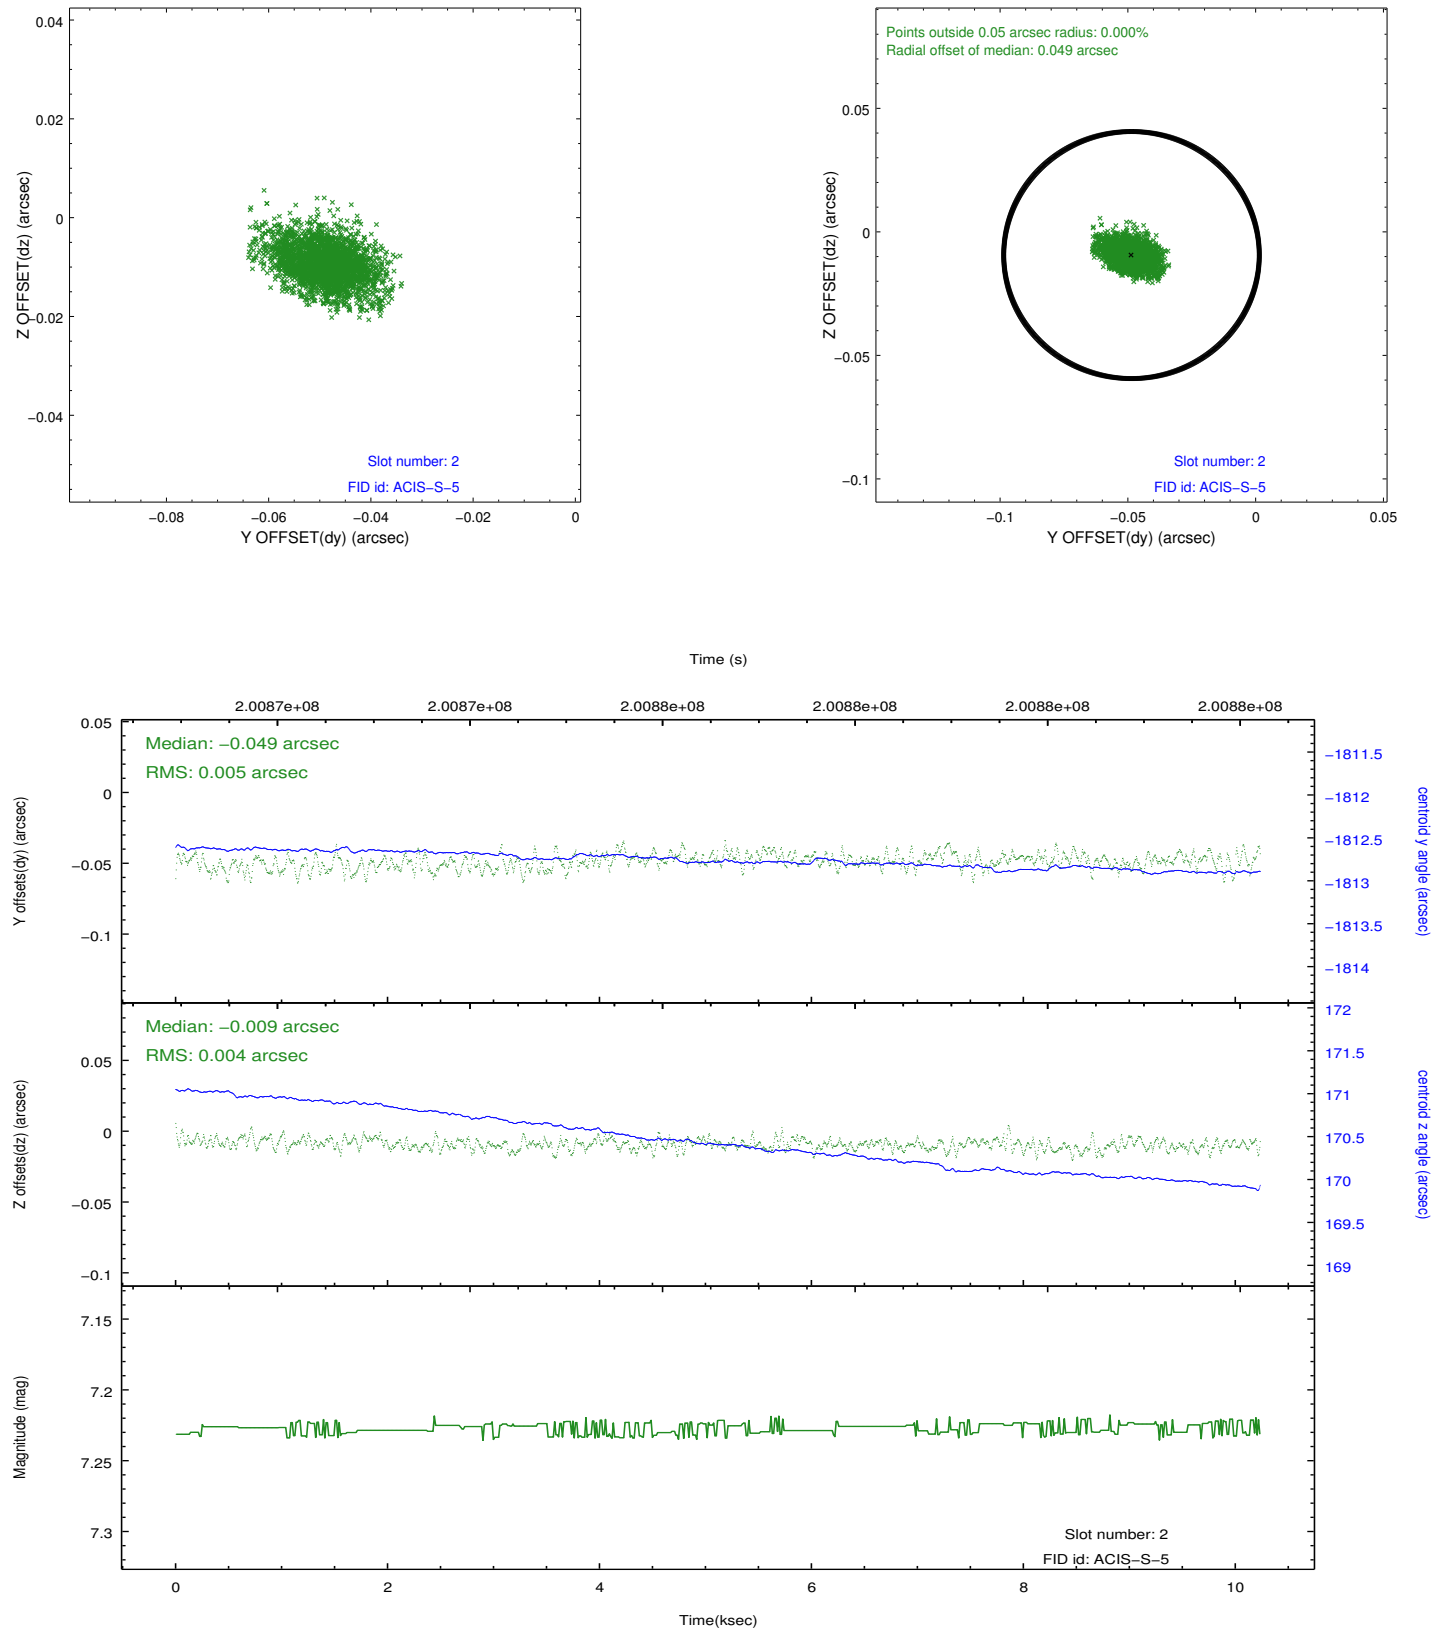 0.04
0.02
0
−0.02
−0.04
Z OFFSET(dz) (arcsec)
Slot number: 2
FID id: ACIS−S−5
−0.08
−0.06
−0.04
−0.02
0
Y OFFSET(dy) (arcsec)
Points outside 0.05 arcsec radius: 0.000%
Radial offset of median: 0.049 arcsec
0.05
0
−0.05
−0.1
Z OFFSET(dz) (arcsec)
Slot number: 2
FID id: ACIS−S−5
−0.1
−0.05
0
0.05
Y OFFSET(dy) (arcsec)
Time (s)
2.0087e+08
2.0087e+08
2.0088e+08
2.0088e+08
2.0088e+08
2.0088e+08
Median: −0.049 arcsec
RMS: 0.005 arcsec
0.05
0
−0.05
−0.1
Y offsets(dy) (arcsec)
−1811.5
−1812
−1812.5
−1813
−1813.5
−1814
centroid y angle (arcsec)
Median: −0.009 arcsec
RMS: 0.004 arcsec
0.05
0
−0.05
−0.1
Z offsets(dz) (arcsec)
172
171.5
171
170.5
170
169.5
169
centroid z angle (arcsec)
7.15
7.2
7.25
7.3
Magnitude (mag)
Slot number: 2
FID id: ACIS−S−5
0
2
4
6
8
10
Time(ksec)